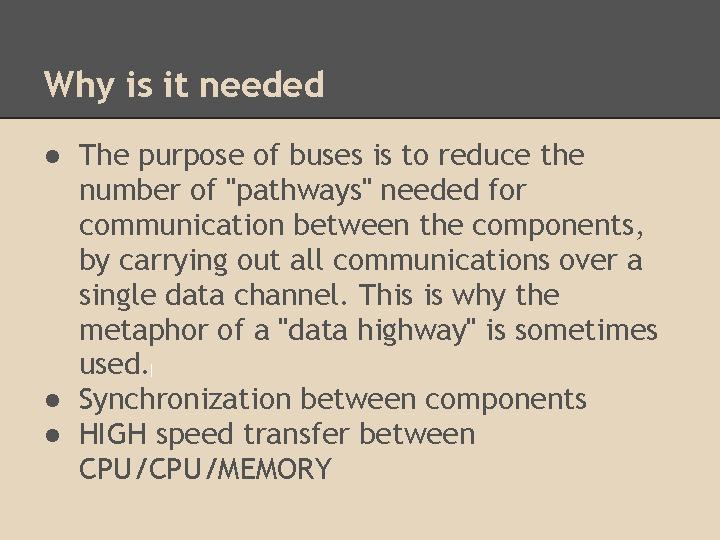 Why is it needed
● The purpose of buses is to reduce the
number of "pathways" needed for
communication between the components,
by carrying out all communications over a
single data channel. This is why the
metaphor of a "data highway" is sometimes
used.
● Synchronization between components
● HIGH speed transfer between
CPU/CPU/MEMORY